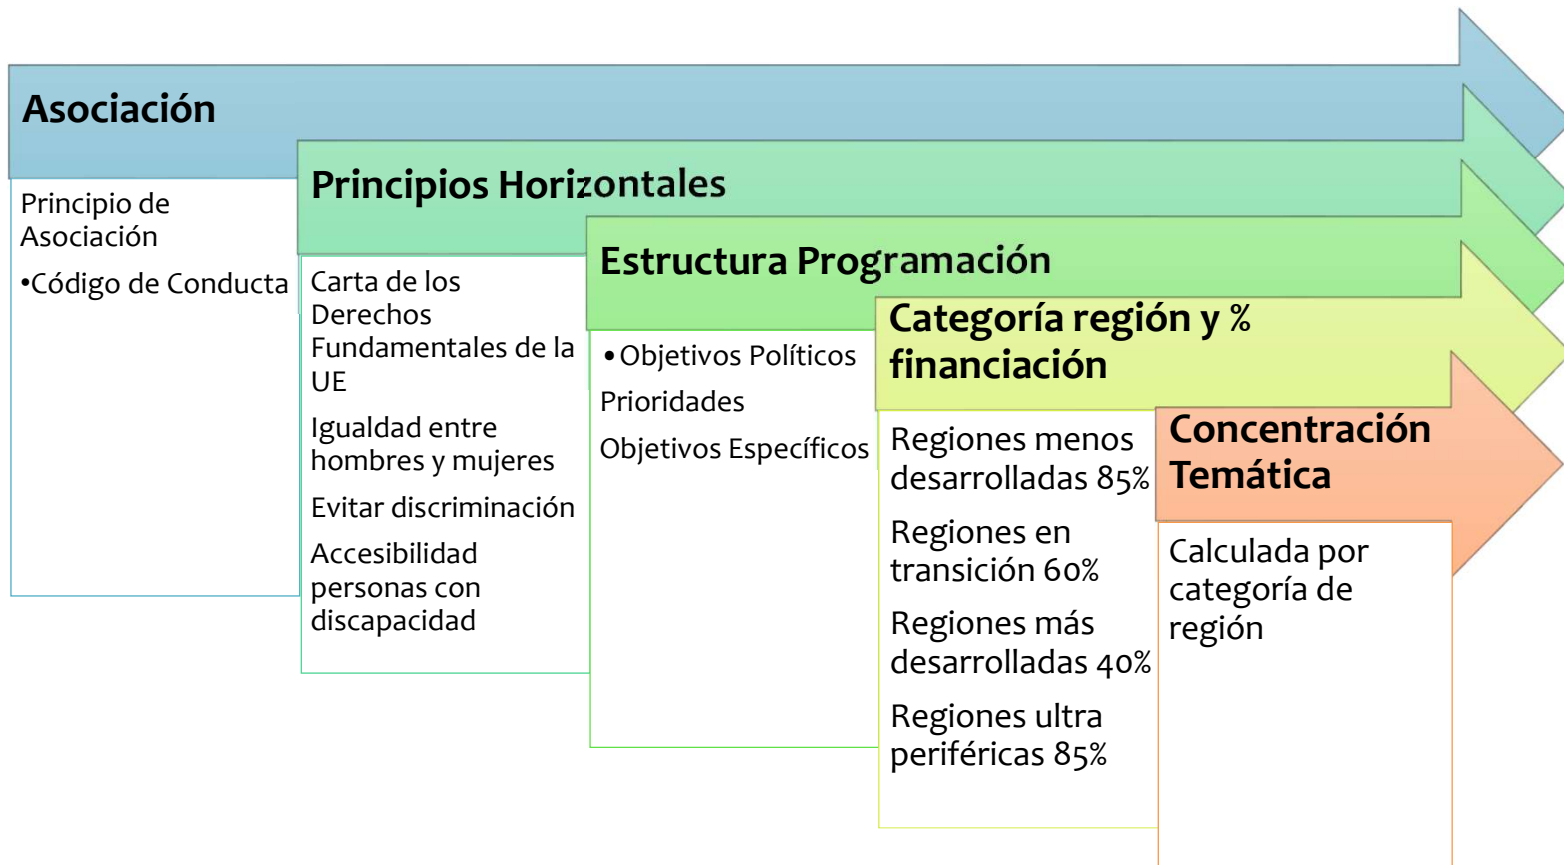 Asociación
Principio de
Asociación
•Código de Conducta
Principios Horizontales
Carta de los
Derechos
Fundamentales de la
UE
Igualdad entre
hombres y mujeres
Evitar discriminación
Accesibilidad
personas con
discapacidad
Estructura Programación
•Objetivos Políticos
Prioridades
Objetivos Específicos
Categoría región y %
financiación
Regiones menos
desarrolladas 85%
Regiones en
transición 60%
Regiones más
desarrolladas 40%
Regiones ultra
periféricas 85%
Concentración
Temática
Calculada por
categoría de
región